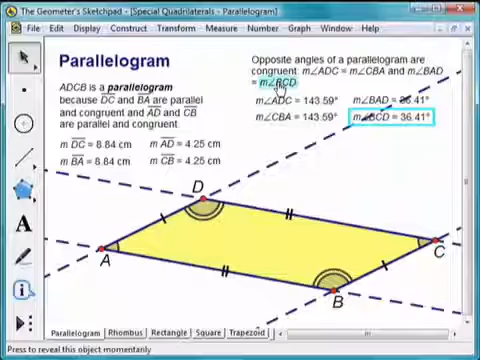 The Geometer's Sketchpad - [Special Quadrilaterals - Parallelogram]
File Edit Display Construct Transform Measure Number Graph Window Help
Parallelogram
ADCB is a parallelogram
because DC and BA are parallel
and congruent and AD and CB
are parallel and congruent
m DC = 8.84 cm m AD = 4.25 cm
m BA = 8.84 cm m CB = 4.25 cm
Opposite angles of a parallelogram are
congruent m∠ADC = m∠CBA and m∠BAD
= m∠BCD
m∠ADC = 143.59° m∠BAD = 36.41°
m∠CBA = 143.59° m∠BCD = 36.41°
D
A
C
B
A
Parallelogram Rhombus Rectangle Square Trapezoid
Press to reveal this object momentarily